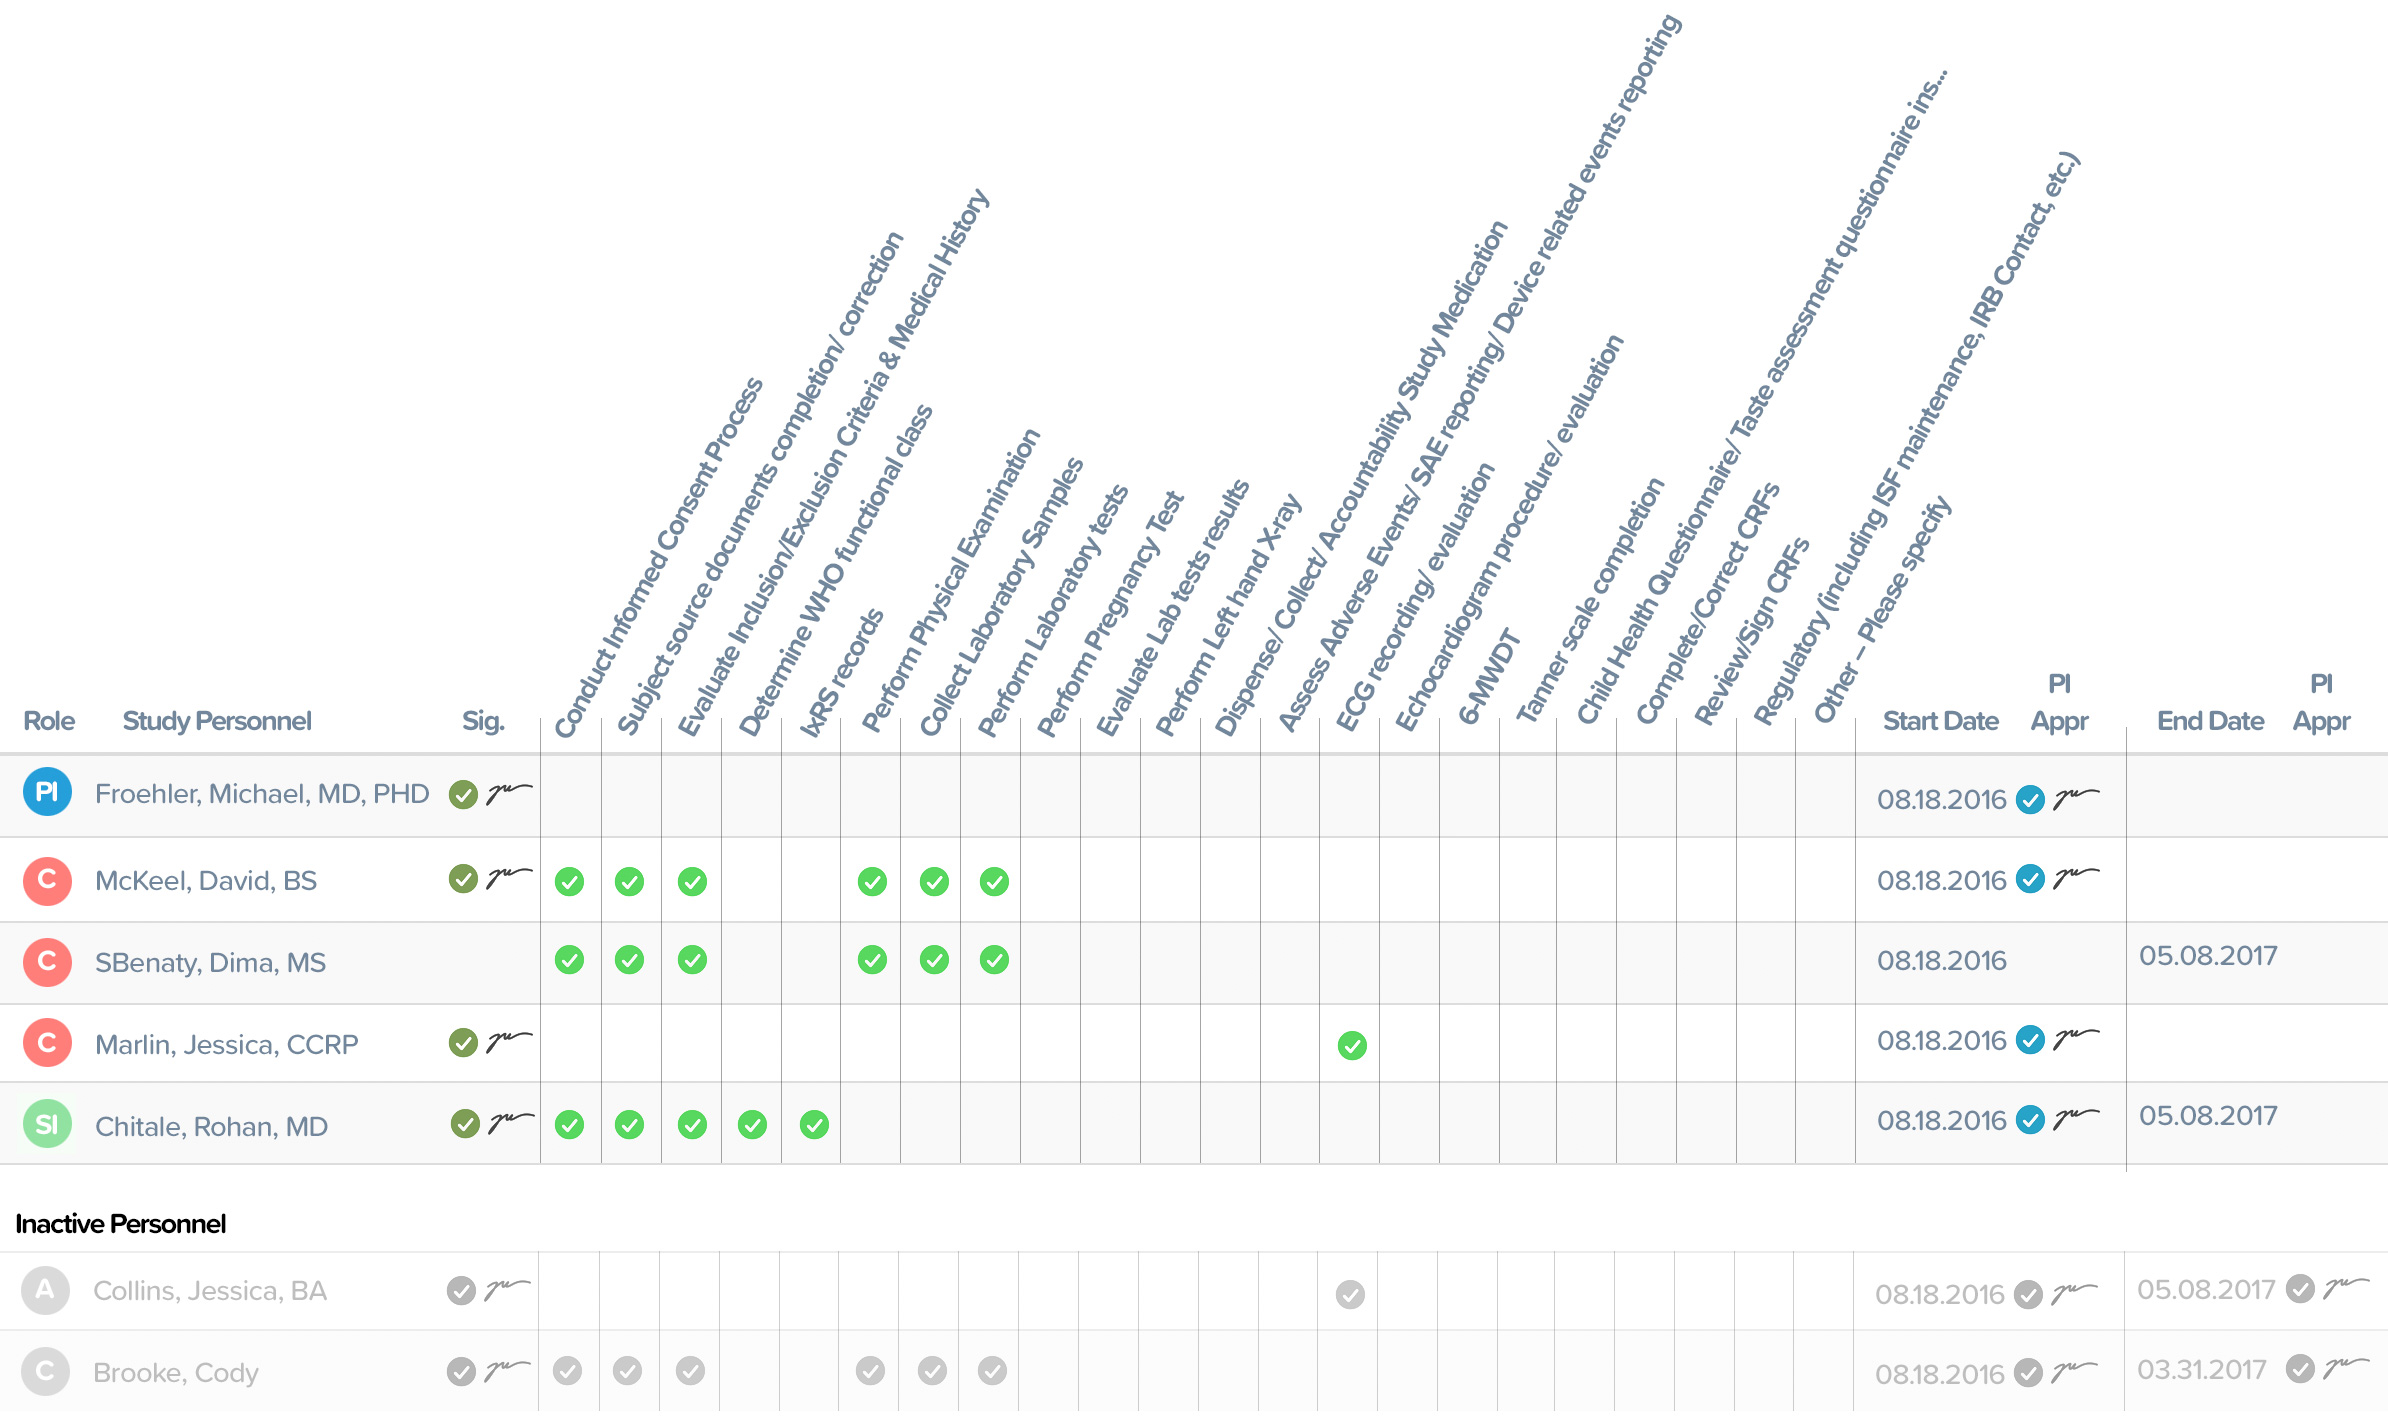 Conduct Informed Consent Process
Subject source documents completion/ correction
Evaluate Inclusion/Exclusion Criteria & Medical History
Determine WHO functional class
IxRS records
Perform Physical Examination
Collect Laboratory Samples
Perform Laboratory tests
Perform Pregnancy Test
Evaluate Lab tests results
Perform Left hand X-ray
Dispense/ Collect/ Accountability Study Medication
Assess Adverse Events/ SAE reporting/ Device related events reporting
ECG recording/ evaluation
Echocardiogram procedure/ evaluation
6-MWDT
Tanner scale completion
Child Health Questionnaire/ Taste assessment questionnaire ins...
Complete/Correct CRFs
Review/Sign CRFs
Regulatory (including ISF maintenance, IRB Contact, etc.)
Other – Please specify
Role Study Personnel Sig. Start Date PI Appr End Date PI Appr
PI Froehler, Michael, MD, PHD 08.18.2016
C McKeel, David, BS 08.18.2016
C SBenaty, Dima, MS 08.18.2016 05.08.2017
C Marlin, Jessica, CCRP 08.18.2016
SI Chitale, Rohan, MD 08.18.2016 05.08.2017
Inactive Personnel
A Collins, Jessica, BA 08.18.2016 05.08.2017
C Brooke, Cody 08.18.2016 03.31.2017